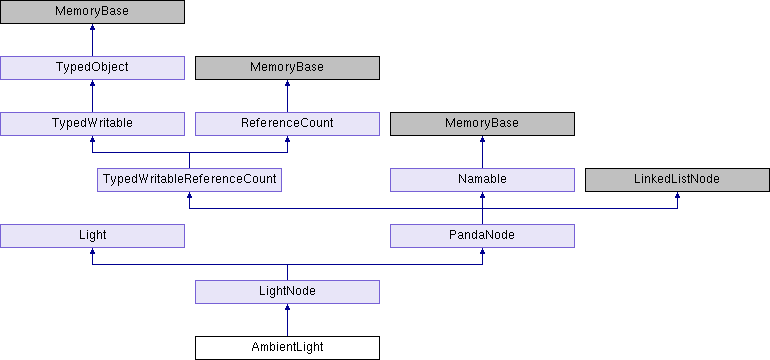 MemoryBase
TypedObject
MemoryBase
TypedWritable
ReferenceCount
MemoryBase
TypedWritableReferenceCount
Namable
LinkedListNode
Light
PandaNode
LightNode
AmbientLight